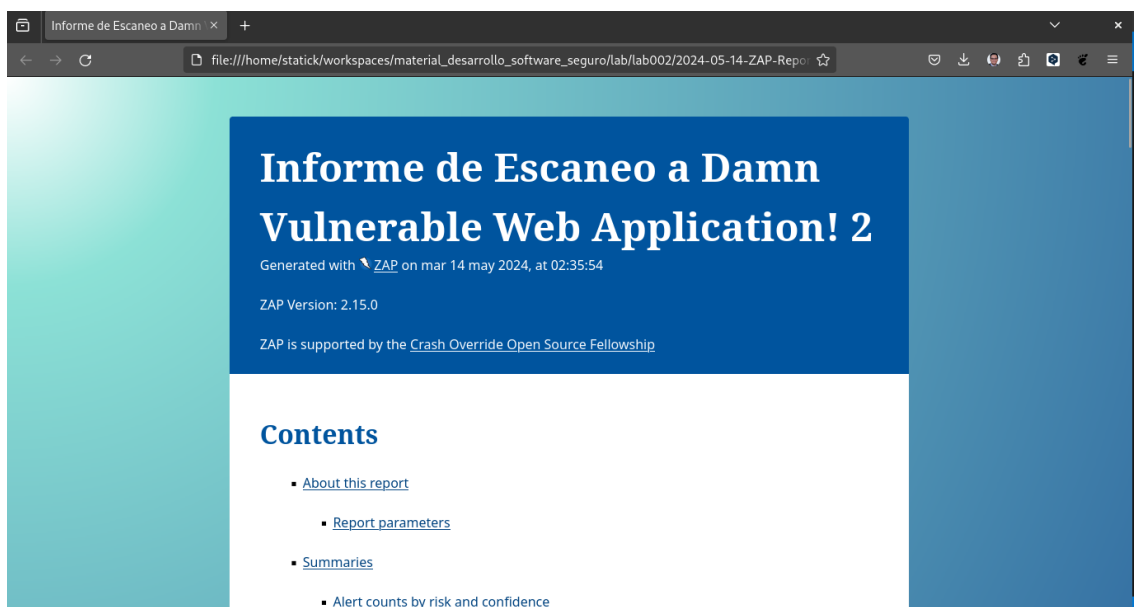 Informe de Escaneo a Damn
file:///home/statick/workspaces/material_desarrollo_software_seguro/lab/lab002/2024-05-14-ZAP-Repor
Informe de Escaneo a Damn
Vulnerable Web Application! 2
Generated with ZAP on mar 14 may 2024, at 02:35:54
ZAP Version: 2.15.0
ZAP is supported by the Crash Override Open Source Fellowship
Contents
About this report
Report parameters
Summaries
Alert counts by risk and confidence